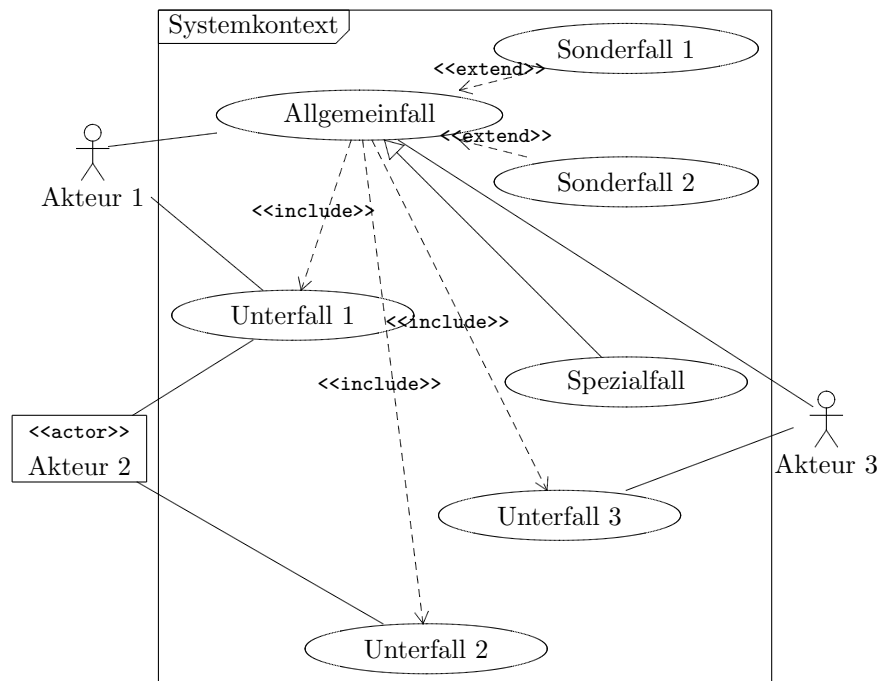 Systemkontext
Sonderfall 1
<<extend>>
Allgemeinfall
<<extend>>
Sonderfall 2
Akteur 1
<<include>>
Unterfall 1
<<include>>
<<include>>
Spezialfall
<<actor>>
Akteur 2
Akteur 3
Unterfall 3
Unterfall 2